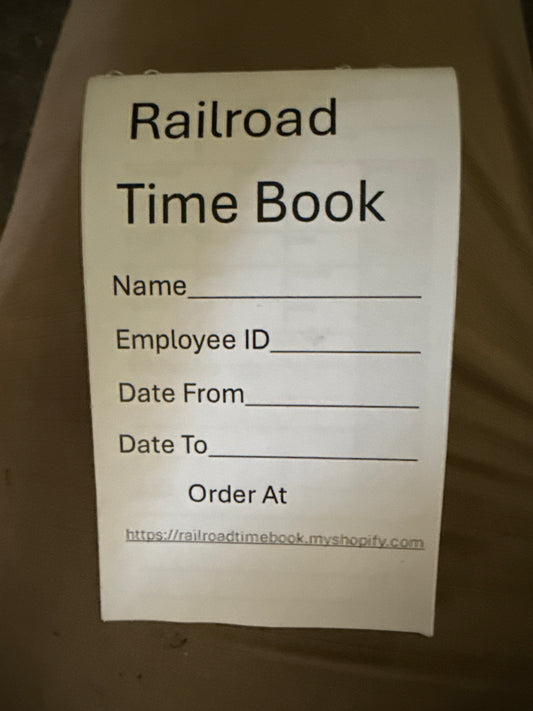 Railroad
Time Book
Name
Employee ID
Date From
Date To
Order At
https://railroadtimebook.myshopify.com